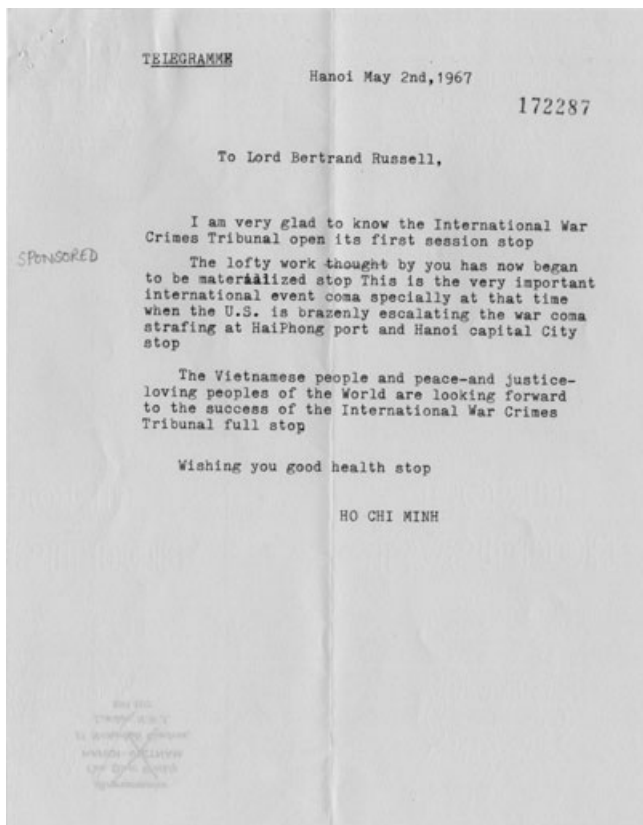 TELEGRAMME
Hanoi May 2nd,1967
172287
To Lord Bertrand Russell,
I am very glad to know the International War
Crimes Tribunal open its first session stop
SPONSORED
The lofty work thought by you has now began
to be materialized stop This is the very important
international event coma specially at that time
when the U.S. is brazenly escalating the war coma
strafing at HaiPhong port and Hanoi capital City
stop
The Vietnamese people and peace-and justice-
loving peoples of the World are looking forward
to the success of the International War Crimes
Tribunal full stop
Wishing you good health stop
HO CHI MINH